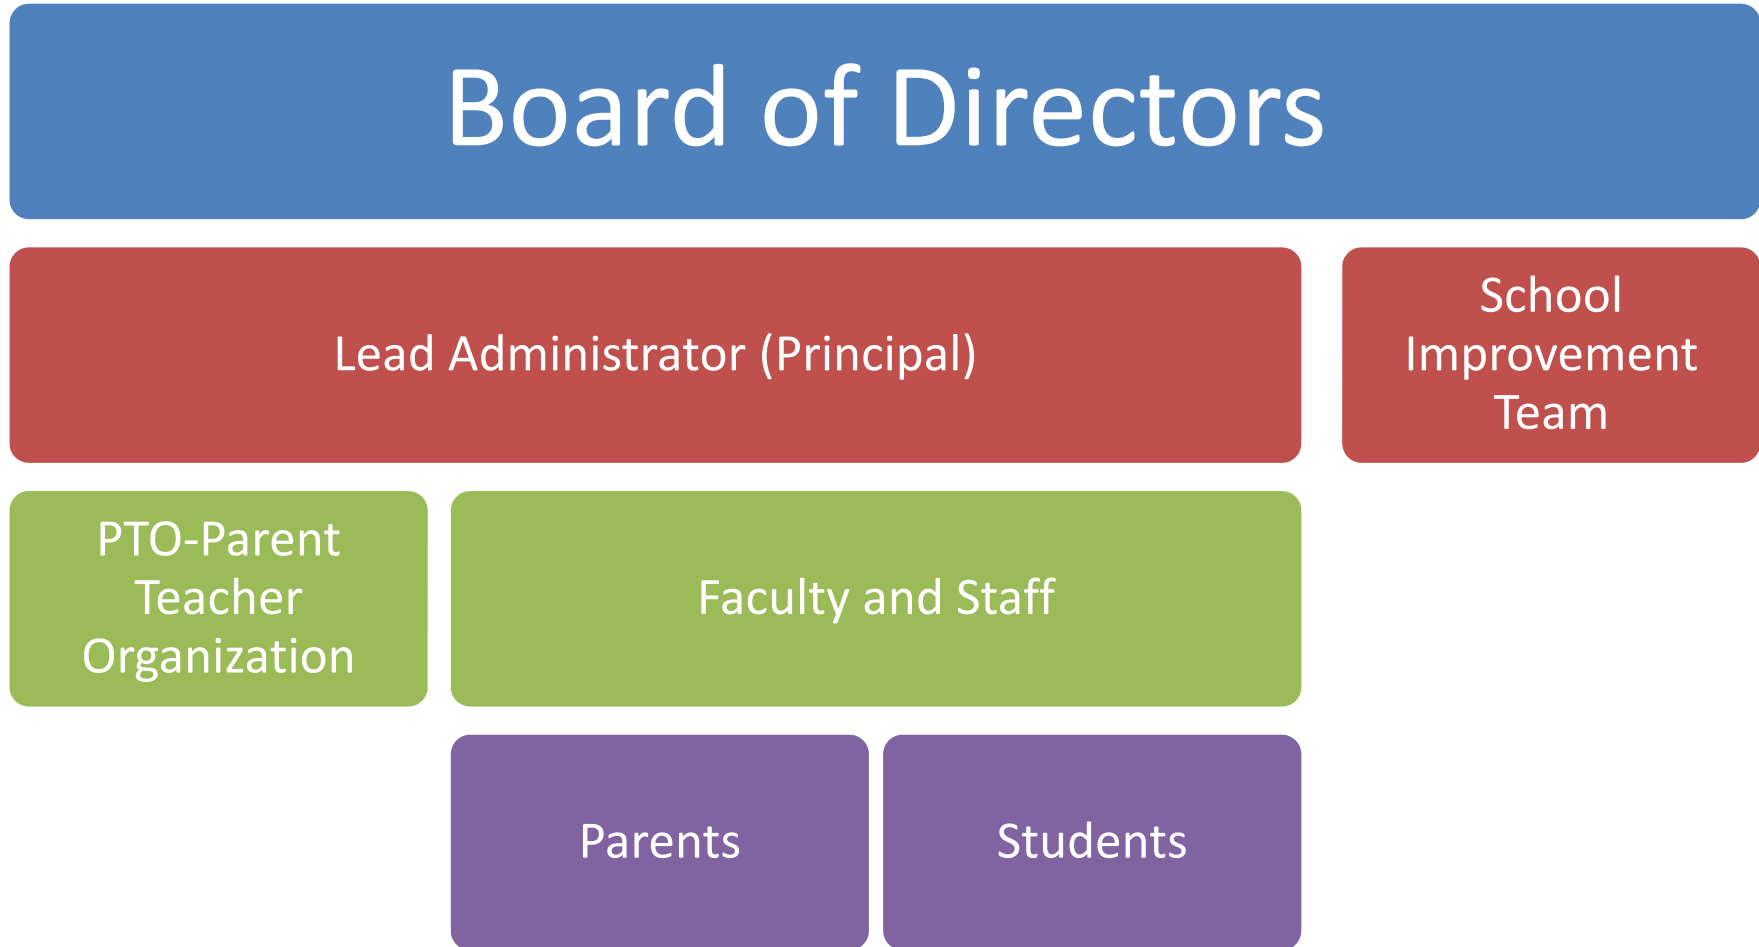 Board of Directors
Lead Administrator (Principal)
School
Improvement
Team
PTO-Parent
Teacher
Organization
Faculty and Staff
Parents
Students